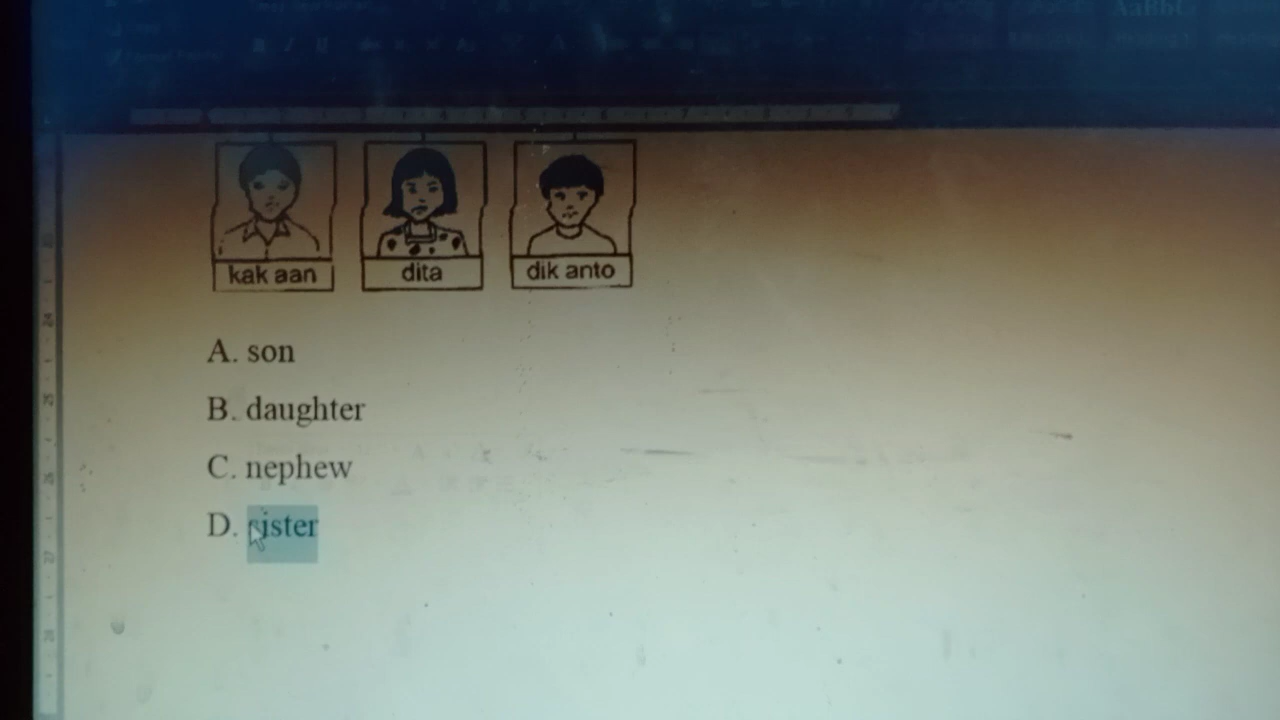 kak aan dita dik anto
A. son
B. daughter
C. nephew
D. sister